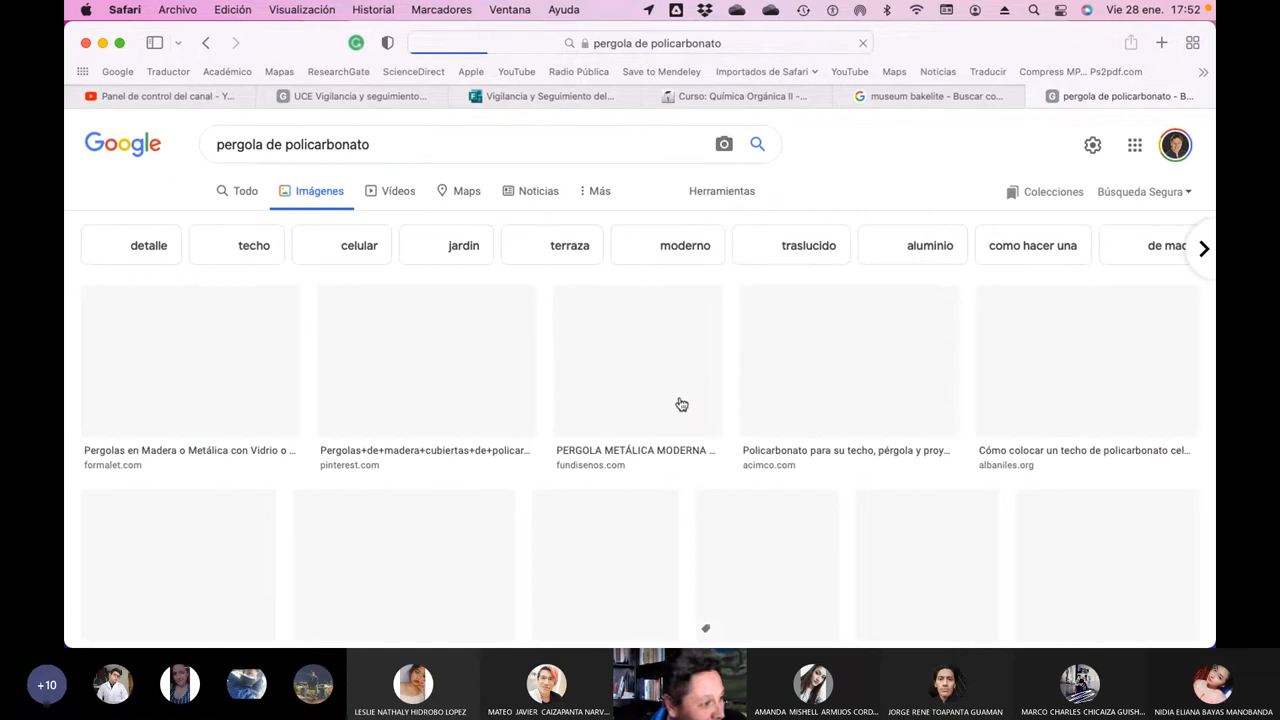 Safari Archivo Edición Visualización Historial Marcadores Ventana Ayuda Vie 28 ene. 17:52
pergola de policarbonato
Google Traductor Académico Mapas ResearchGate ScienceDirect Apple YouTube Radio Pública Save to Mendeley Importados de Safari YouTube Maps Noticias Traducir Compress MP... Ps2pdf.com
Panel de control del canal - Y... UCE Vigilancia y seguimiento... Vigilancia y Seguimiento del... Curso: Química Orgánica II -... museum bakelite - Buscar co... pergola de policarbonato - B...
Google pergola de policarbonato
Todo Imágenes Vídeos Maps Noticias Más Herramientas Colecciones Búsqueda Segura
detalle techo celular jardin terraza moderno traslucido aluminio como hacer una de mad
Pergolas en Madera o Metálica con Vidrio o ... Pergolas+de+madera+cubiertas+de+policar... PERGOLA METÁLICA MODERNA ... Policarbonato para su techo, pérgola y proy... Cómo colocar un techo de policarbonato cel...
formalet.com pinterest.com fundisenos.com acimco.com albaniles.org
+10 LESLIE NATHALY HIDROBO LOPEZ MATEO JAVIER CAIZAPANTA NARV... AMANDA MISHELL ARMIJOS CORD... JORGE RENE TOAPANTA GUAMAN MARCO CHARLES CHICAIZA GUISH... NIDIA ELIANA BAYAS MANOBANDA